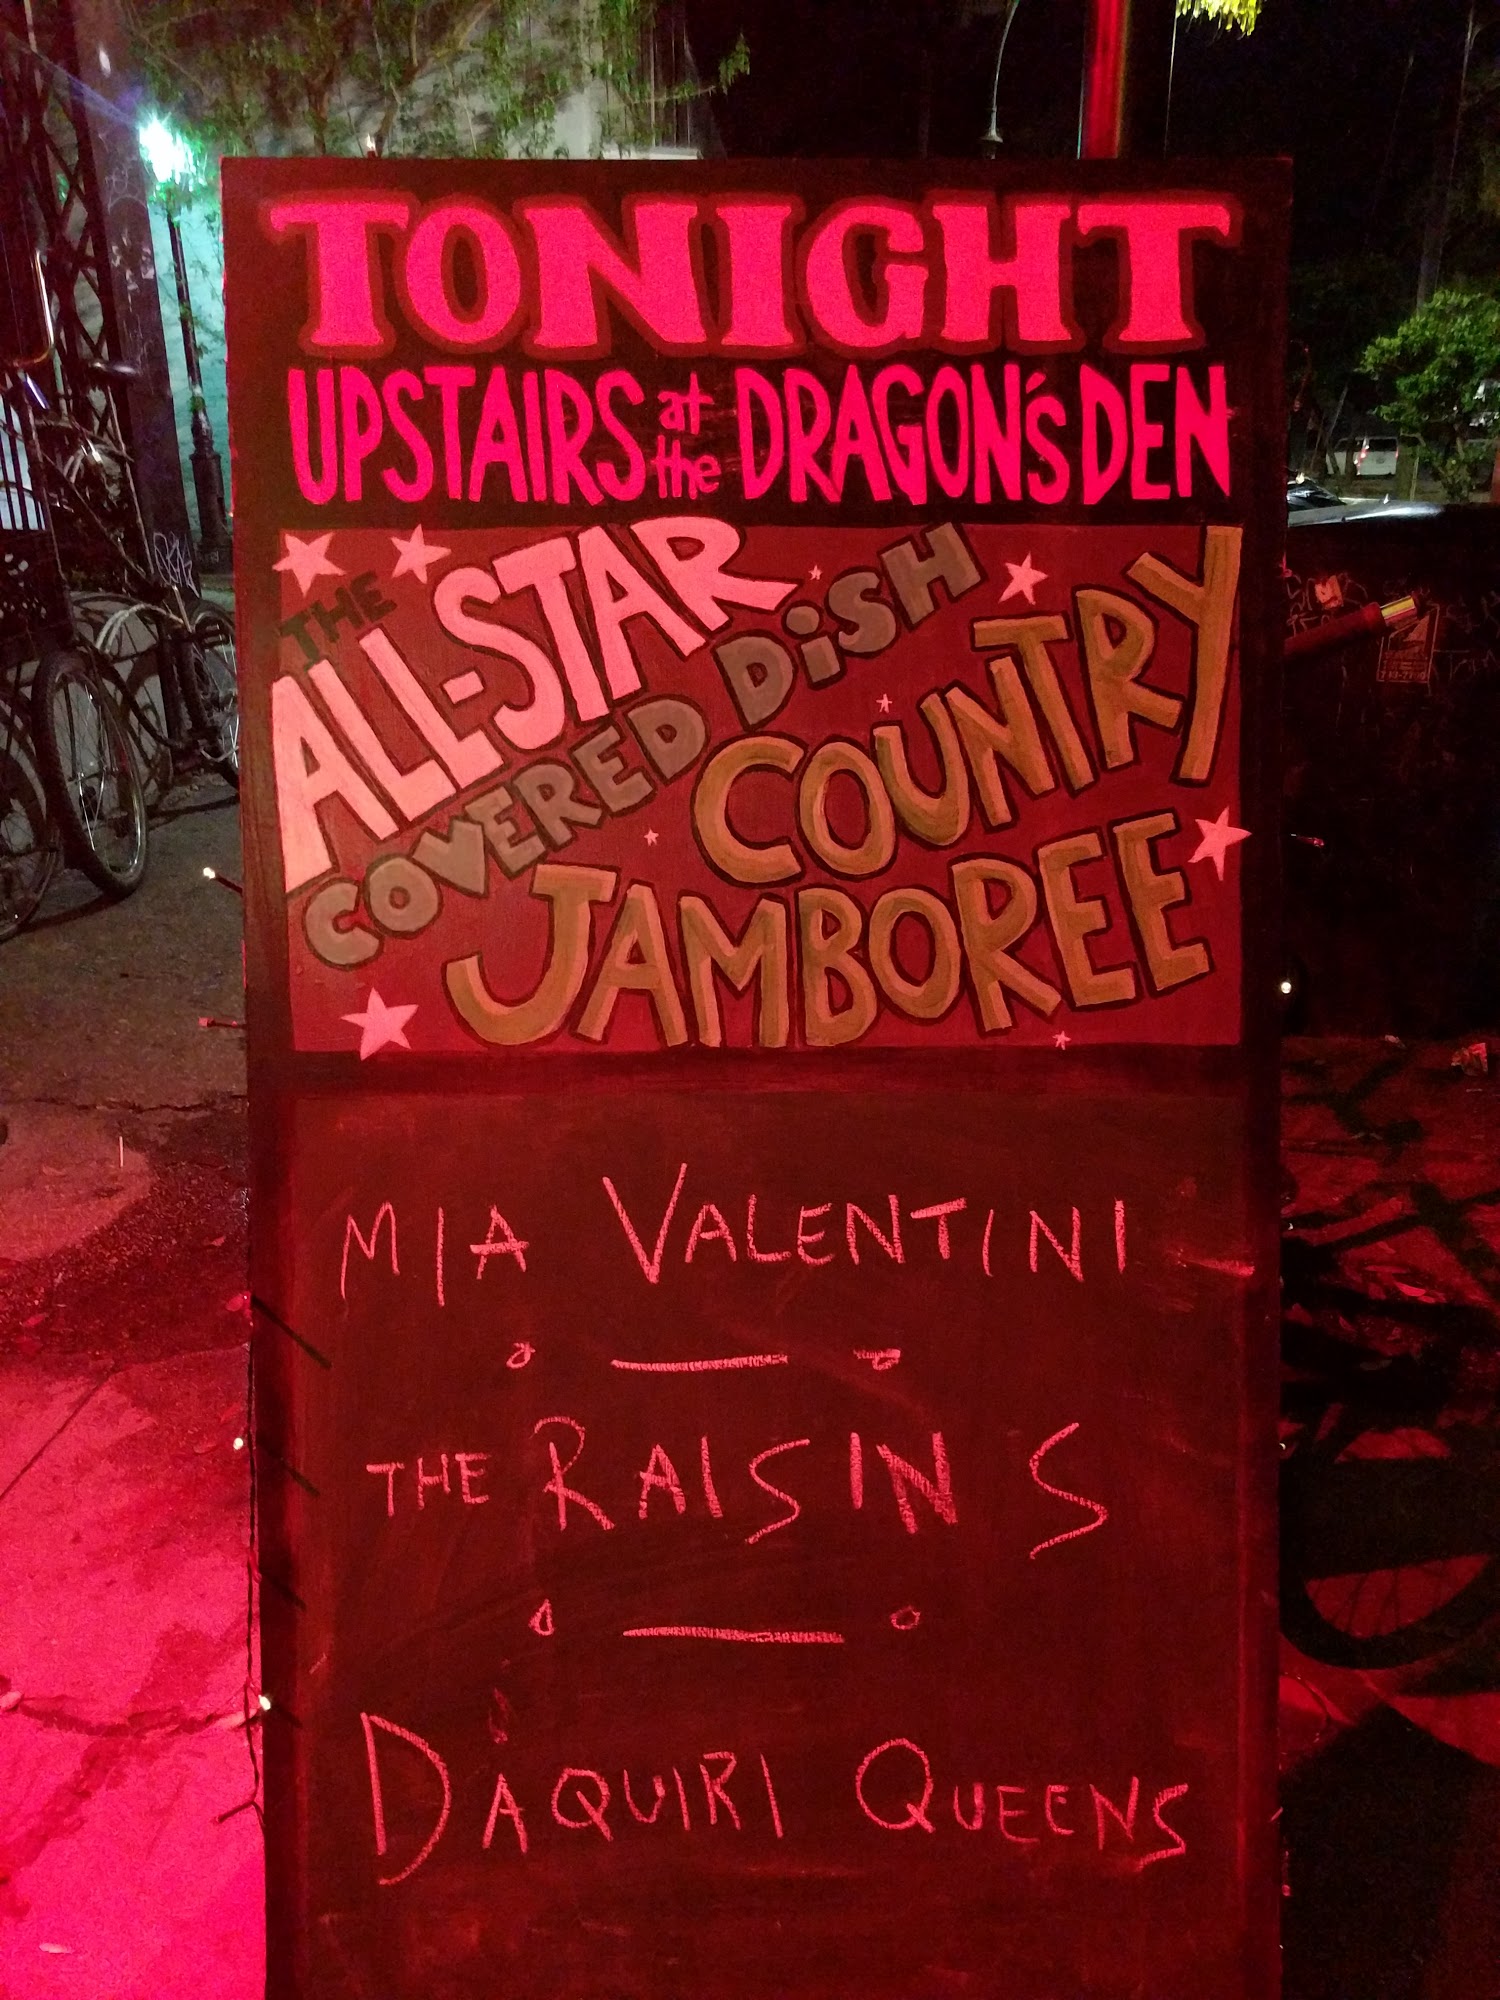 TONIGHT
UPSTAIRS at the DRAGON'S DEN
THE
ALL-STAR
COVERED DISH
COUNTRY
JAMBOREE
MIA VALENTINI
THE RAISINS
DAQUIRI QUEENS